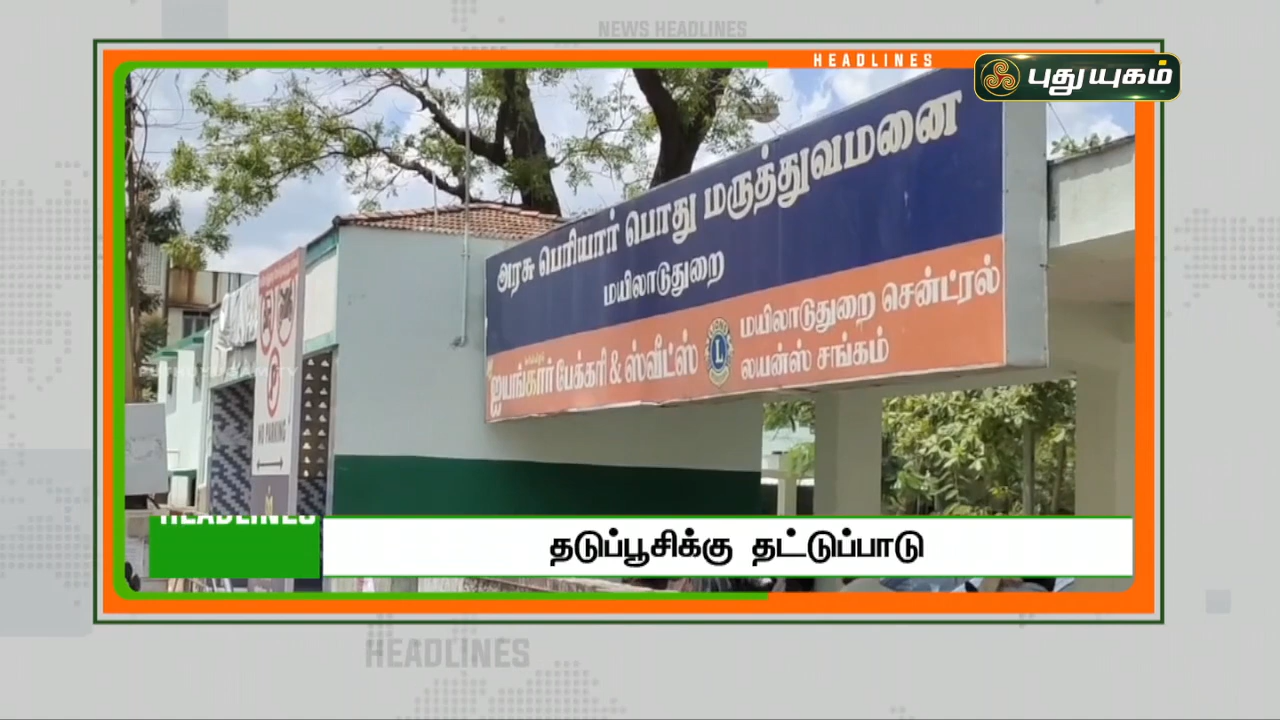 NEWS HEADLINES
HEADLINES
புதுயுகம்
அரசு பெரியார் பொது மருத்துவமனை
மயிலாடுதுறை
ஐயங்கார் பேக்கரி & ஸ்வீட்ஸ்
L
மயிலாடுதுறை சென்ட்ரல்
லயன்ஸ் சங்கம்
NO PARKING
HEADLINES
தடுப்பூசிக்கு தட்டுப்பாடு
HEADLINES